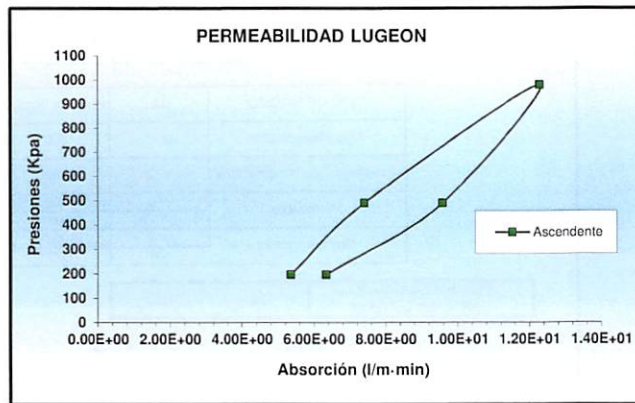 PERMEABILIDAD LUGEON
Presiones (Kpa)
1100
1000
900
800
700
600
500
400
300
200
100
0
0.00E+00 2.00E+00 4.00E+00 6.00E+00 8.00E+00 1.00E+01 1.20E+01 1.40E+01
Absorción (l/m·min)
Ascendente